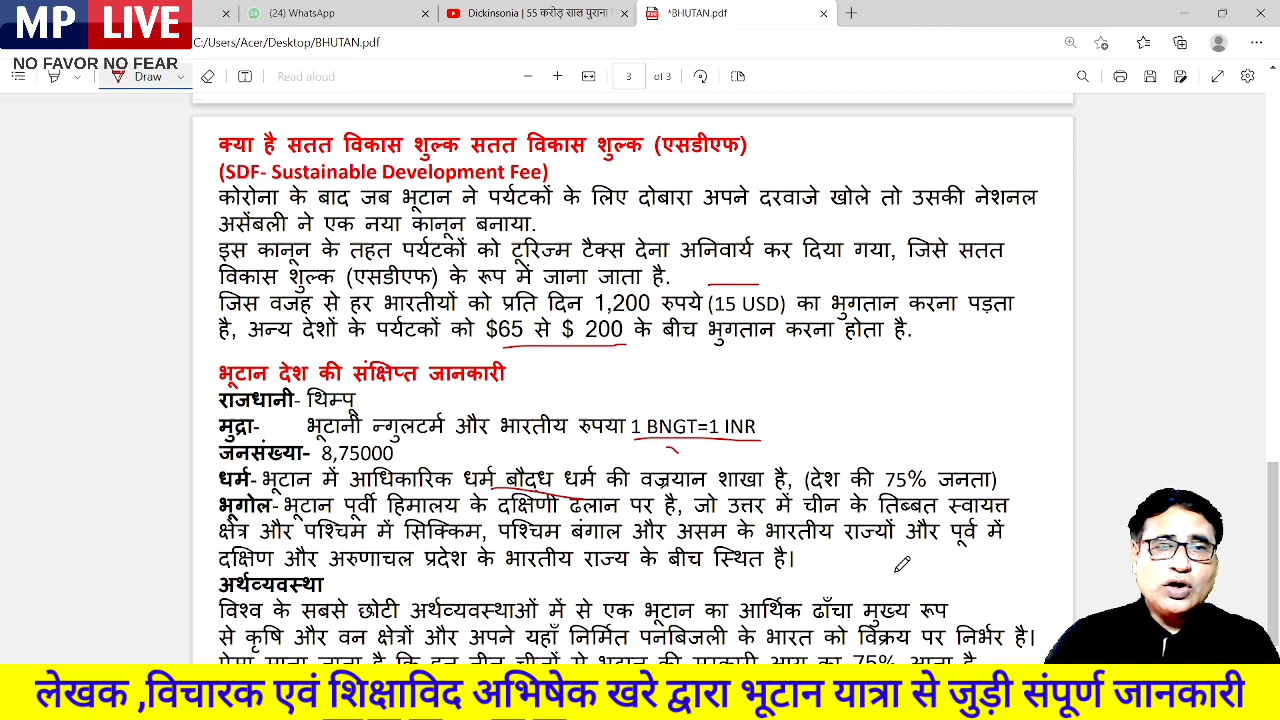 MP LIVE
NO FAVOR NO FEAR
(24) WhatsApp
Dickinsonia | 55 करोड़ साल पुराना
*BHUTAN.pdf
C:/Users/Acer/Desktop/BHUTAN.pdf
Draw
Read aloud
3 of 3
क्या है सतत विकास शुल्क सतत विकास शुल्क (एसडीएफ)
(SDF- Sustainable Development Fee)
कोरोना के बाद जब भूटान ने पर्यटकों के लिए दोबारा अपने दरवाजे खोले तो उसकी नेशनल
असेंबली ने एक नया कानून बनाया.
इस कानून के तहत पर्यटकों को टूरिज्म टैक्स देना अनिवार्य कर दिया गया, जिसे सतत
विकास शुल्क (एसडीएफ) के रूप में जाना जाता है.
जिस वजह से हर भारतीयों को प्रति दिन 1,200 रुपये (15 USD) का भुगतान करना पड़ता
है, अन्य देशों के पर्यटकों को $65 से $ 200 के बीच भुगतान करना होता है.
भूटान देश की संक्षिप्त जानकारी
राजधानी- थिम्पू
मुद्रा- भूटानी न्गुलटर्म और भारतीय रुपया 1 BNGT=1 INR
जनसंख्या- 8,75000
धर्म- भूटान में आधिकारिक धर्म बौद्ध धर्म की वज्रयान शाखा है, (देश की 75% जनता)
भूगोल- भूटान पूर्वी हिमालय के दक्षिणी ढलान पर है, जो उत्तर में चीन के तिब्बत स्वायत्त
क्षेत्र और पश्चिम में सिक्किम, पश्चिम बंगाल और असम के भारतीय राज्यों और पूर्व में
दक्षिण और अरुणाचल प्रदेश के भारतीय राज्य के बीच स्थित है।
अर्थव्यवस्था
विश्व के सबसे छोटी अर्थव्यवस्थाओं में से एक भूटान का आर्थिक ढाँचा मुख्य रूप
से कृषि और वन क्षेत्रों और अपने यहाँ निर्मित पनबिजली के भारत को विक्रय पर निर्भर है।
ऐसा माना जाता है कि इन तीन चीजों से भूटान की सरकारी आय का 75% आता है
लेखक ,विचारक एवं शिक्षाविद अभिषेक खरे द्वारा भूटान यात्रा से जुड़ी संपूर्ण जानकारी